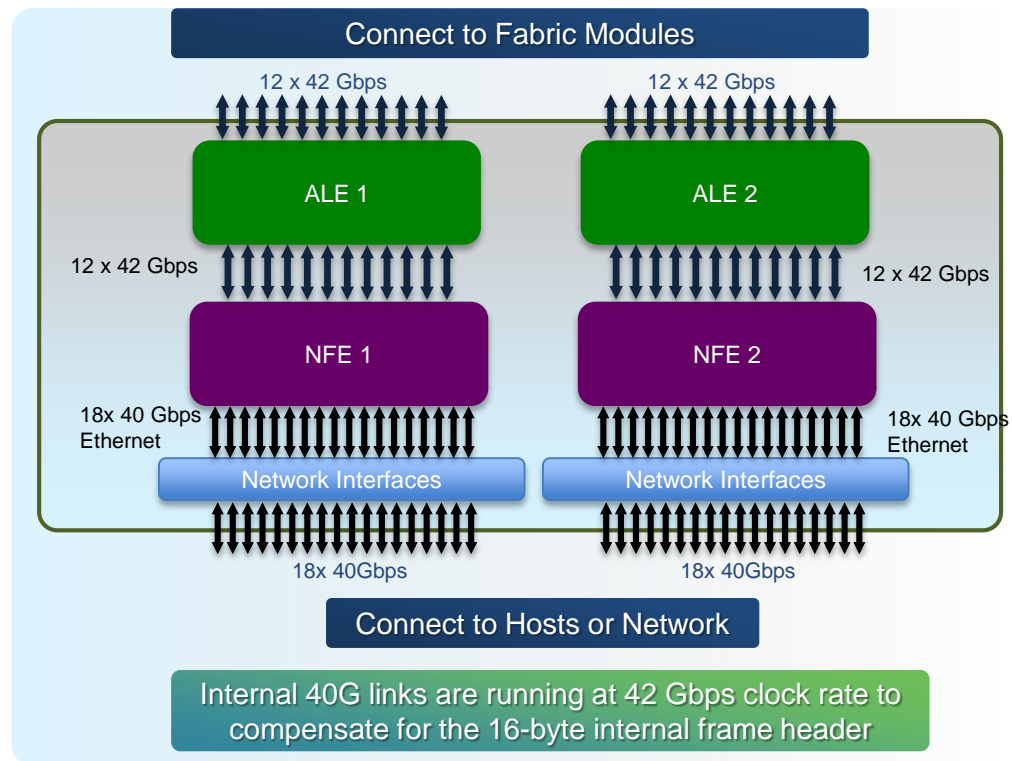 Connect to Fabric Modules
12 x 42 Gbps
12 x 42 Gbps
ALE 1
ALE 2
12 x 42 Gbps
12 x 42 Gbps
NFE 1
NFE 2
18x 40 Gbps
Ethernet
18x 40 Gbps
Ethernet
Network Interfaces
Network Interfaces
18x 40Gbps
18x 40Gbps
Connect to Hosts or Network
Internal 40G links are running at 42 Gbps clock rate to
compensate for the 16-byte internal frame header